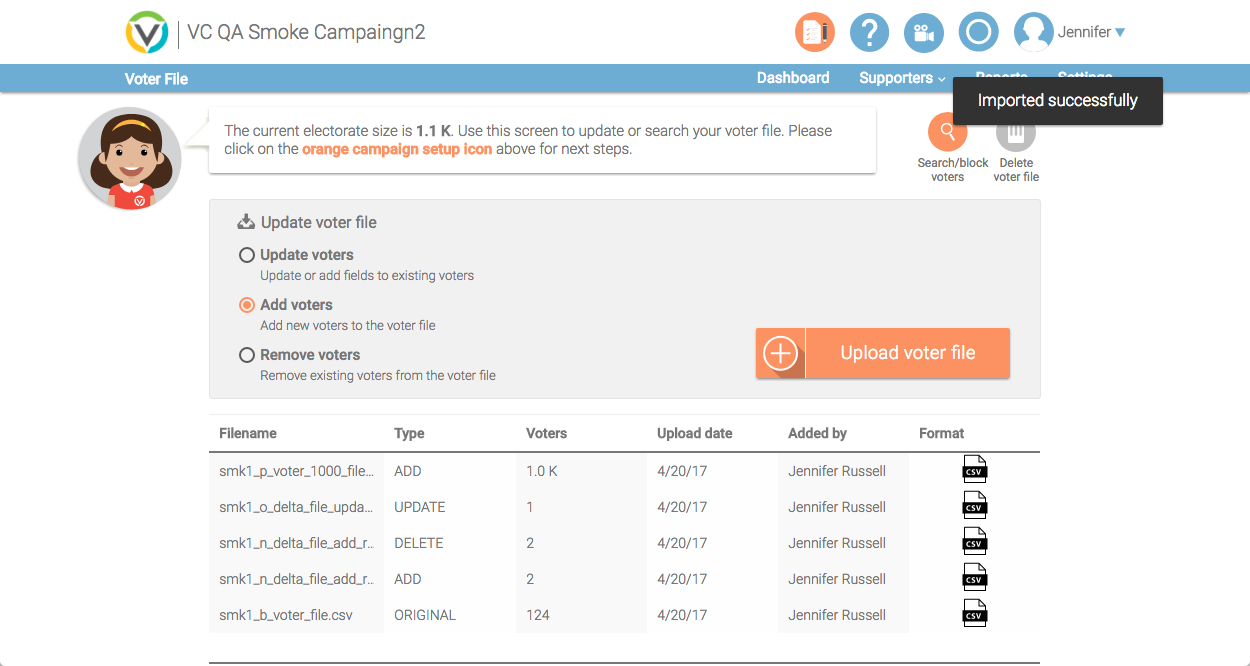 VC QA Smoke Campaingn2
Jennifer
Voter File
Dashboard
Supporters
Reports
Settings
Imported successfully
The current electorate size is 1.1 K. Use this screen to update or search your voter file. Please
click on the orange campaign setup icon above for next steps.
Search/block
voters
Delete
voter file
Update voter file
Update voters
Update or add fields to existing voters
Add voters
Add new voters to the voter file
Remove voters
Remove existing voters from the voter file
Upload voter file
Filename Type Voters Upload date Added by Format
smk1_p_voter_1000_file... ADD 1.0 K 4/20/17 Jennifer Russell CSV
smk1_o_delta_file_upda... UPDATE 1 4/20/17 Jennifer Russell CSV
smk1_n_delta_file_add_r... DELETE 2 4/20/17 Jennifer Russell CSV
smk1_n_delta_file_add_r... ADD 2 4/20/17 Jennifer Russell CSV
smk1_b_voter_file.csv ORIGINAL 124 4/20/17 Jennifer Russell CSV